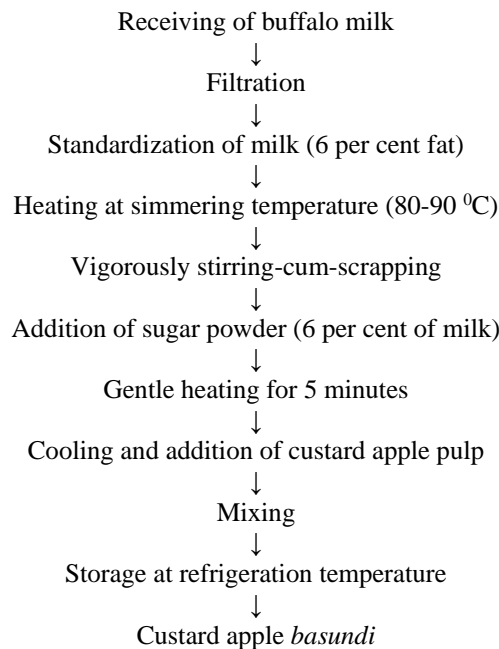 Receiving of buffalo milk
↓
Filtration
↓
Standardization of milk (6 per cent fat)
↓
Heating at simmering temperature (80-90 ⁰C)
↓
Vigorously stirring-cum-scrapping
↓
Addition of sugar powder (6 per cent of milk)
↓
Gentle heating for 5 minutes
↓
Cooling and addition of custard apple pulp
↓
Mixing
↓
Storage at refrigeration temperature
↓
Custard apple basundi